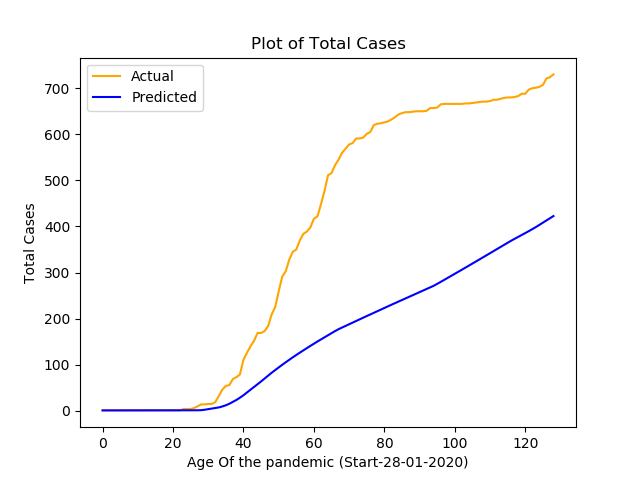 Plot of Total Cases
Actual
Predicted
700
600
500
400
300
200
100
0
Total Cases
0 20 40 60 80 100 120
Age Of the pandemic (Start-28-01-2020)